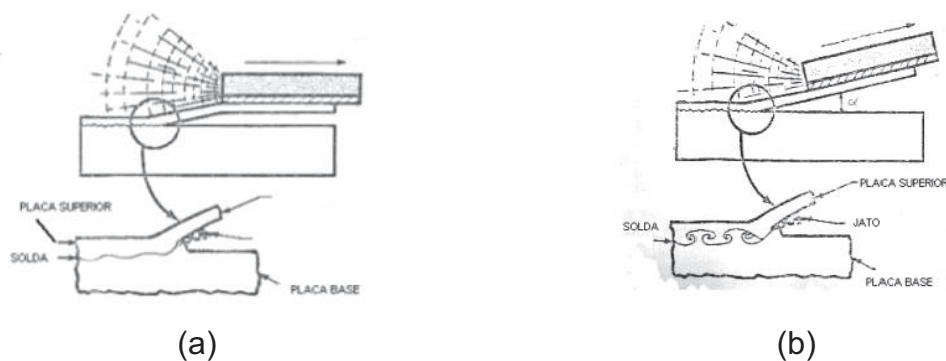 α
PLACA SUPERIOR
SOLDA
PLACA BASE
PLACA SUPERIOR
JATO
SOLDA
PLACA BASE
(a)
(b)